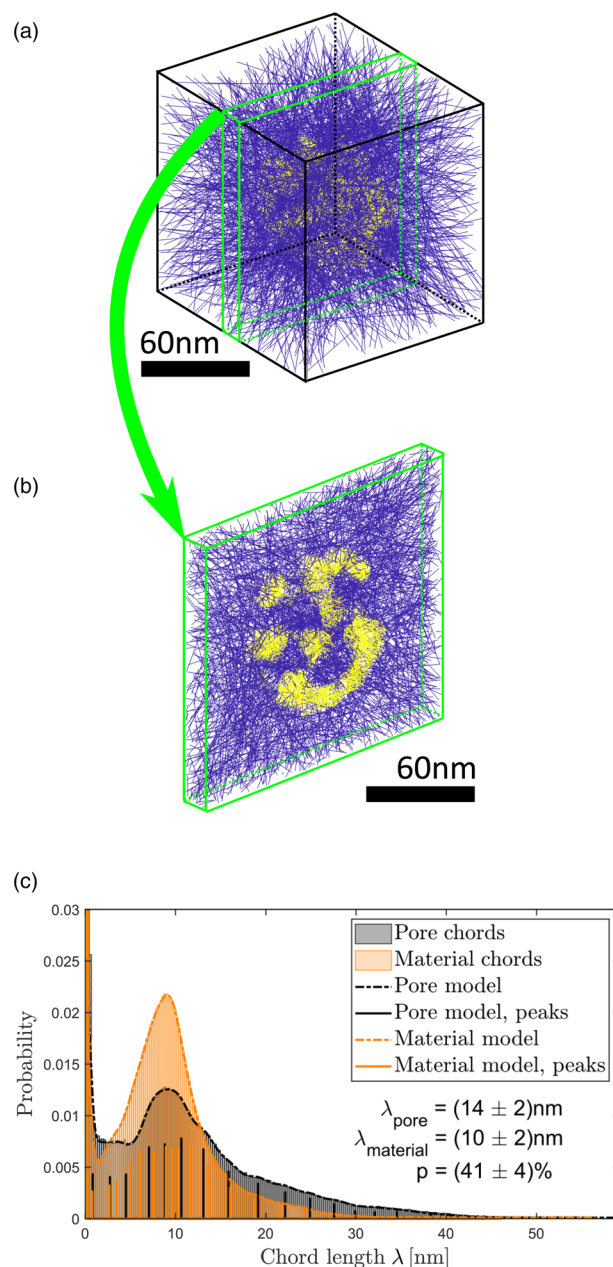 (a)
60nm
(b)
60nm
(c)
0.03
0.025
0.02
0.015
0.01
0.005
0
Probability
Pore chords
Material chords
Pore model
Pore model, peaks
Material model
Material model, peaks
λpore = (14 ± 2)nm
λmaterial = (10 ± 2)nm
p = (41 ± 4)%
0 10 20 30 40 50
Chord length λ [nm]